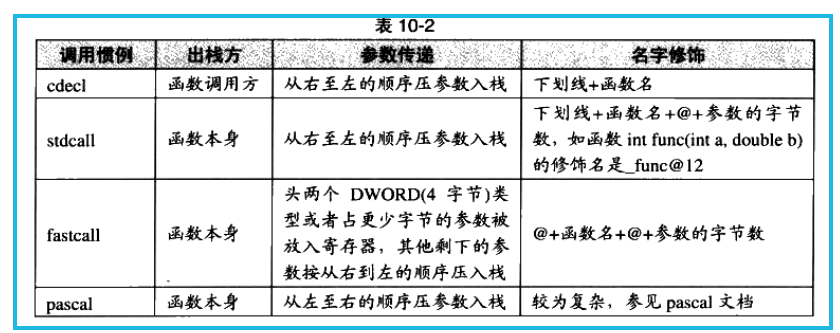 表 10-2
调用惯例 出栈方 参数传递 名字修饰
cdecl 函数调用方 从右至左的顺序压参数入栈 下划线+函数名
stdcall 函数本身 从右至左的顺序压参数入栈 下划线+函数名+@+参数的字节
数，如函数 int func(int a, double b)
的修饰名是_func@12
fastcall 函数本身 头两个 DWORD(4 字节)类
型或者占更少字节的参数被
放入寄存器，其他剩下的参
数按从右到左的顺序压入栈
@+函数名+@+参数的字节数
pascal 函数本身 从左至右的顺序压参数入栈 较为复杂，参见 pascal 文档